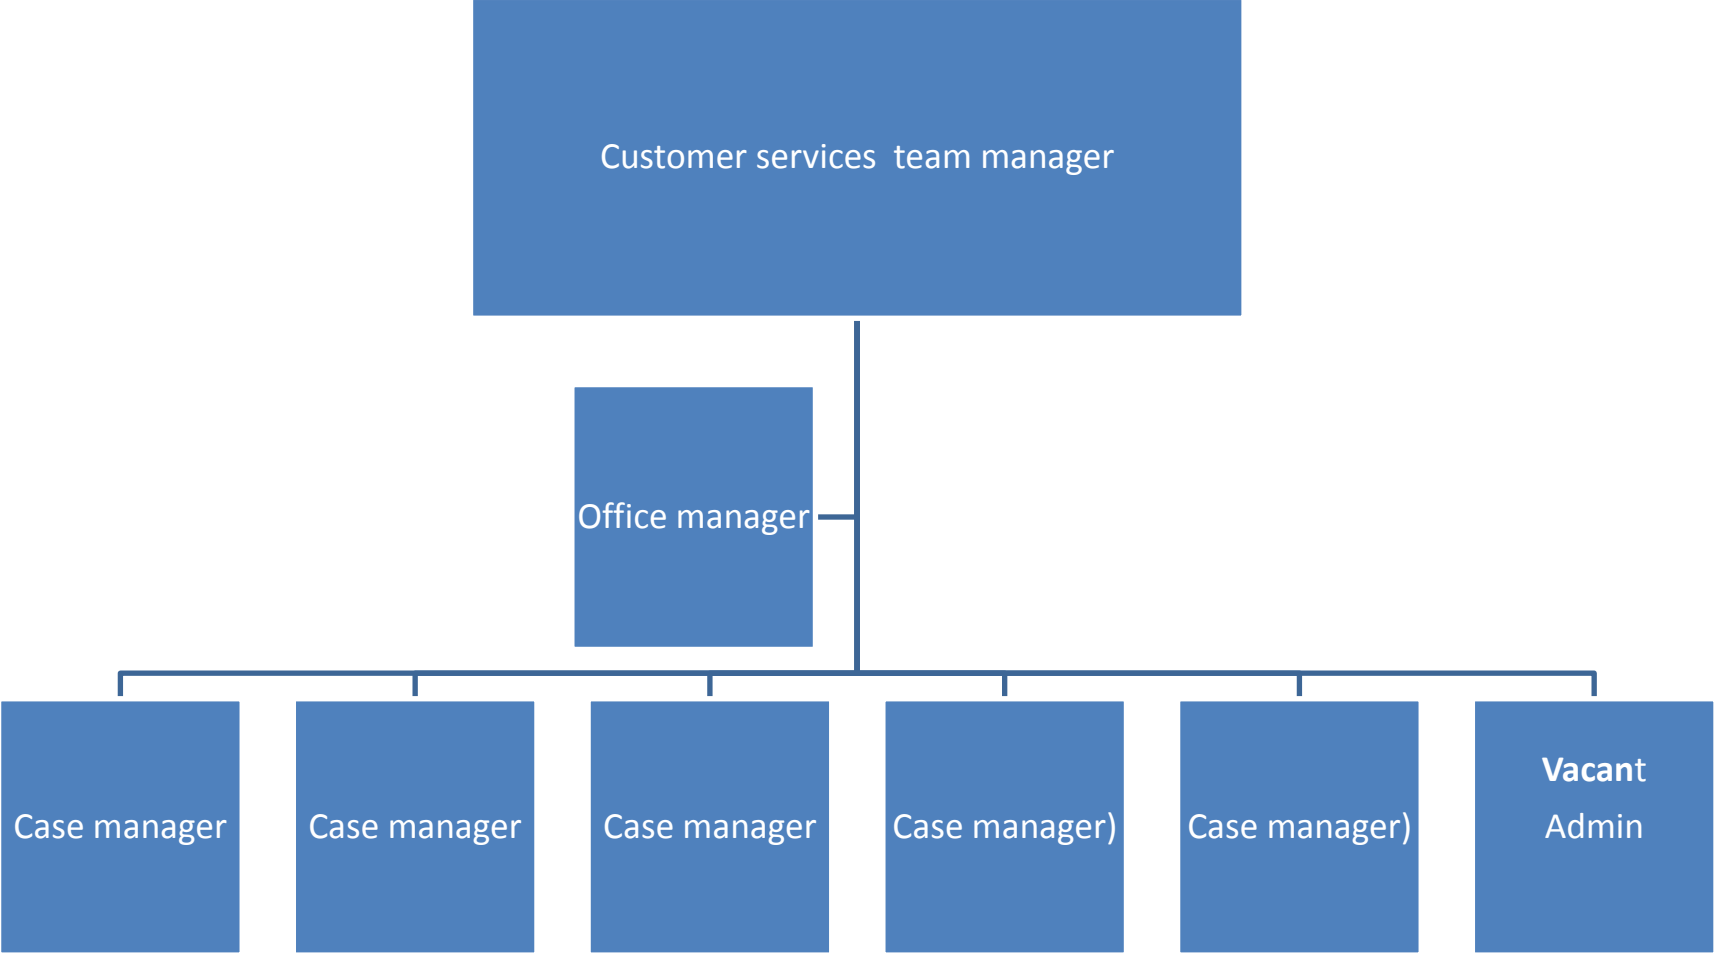 Customer services  team manager
Office manager
Case manager
Case manager
Case manager
Case manager)
Case manager)
Vacant
Admin